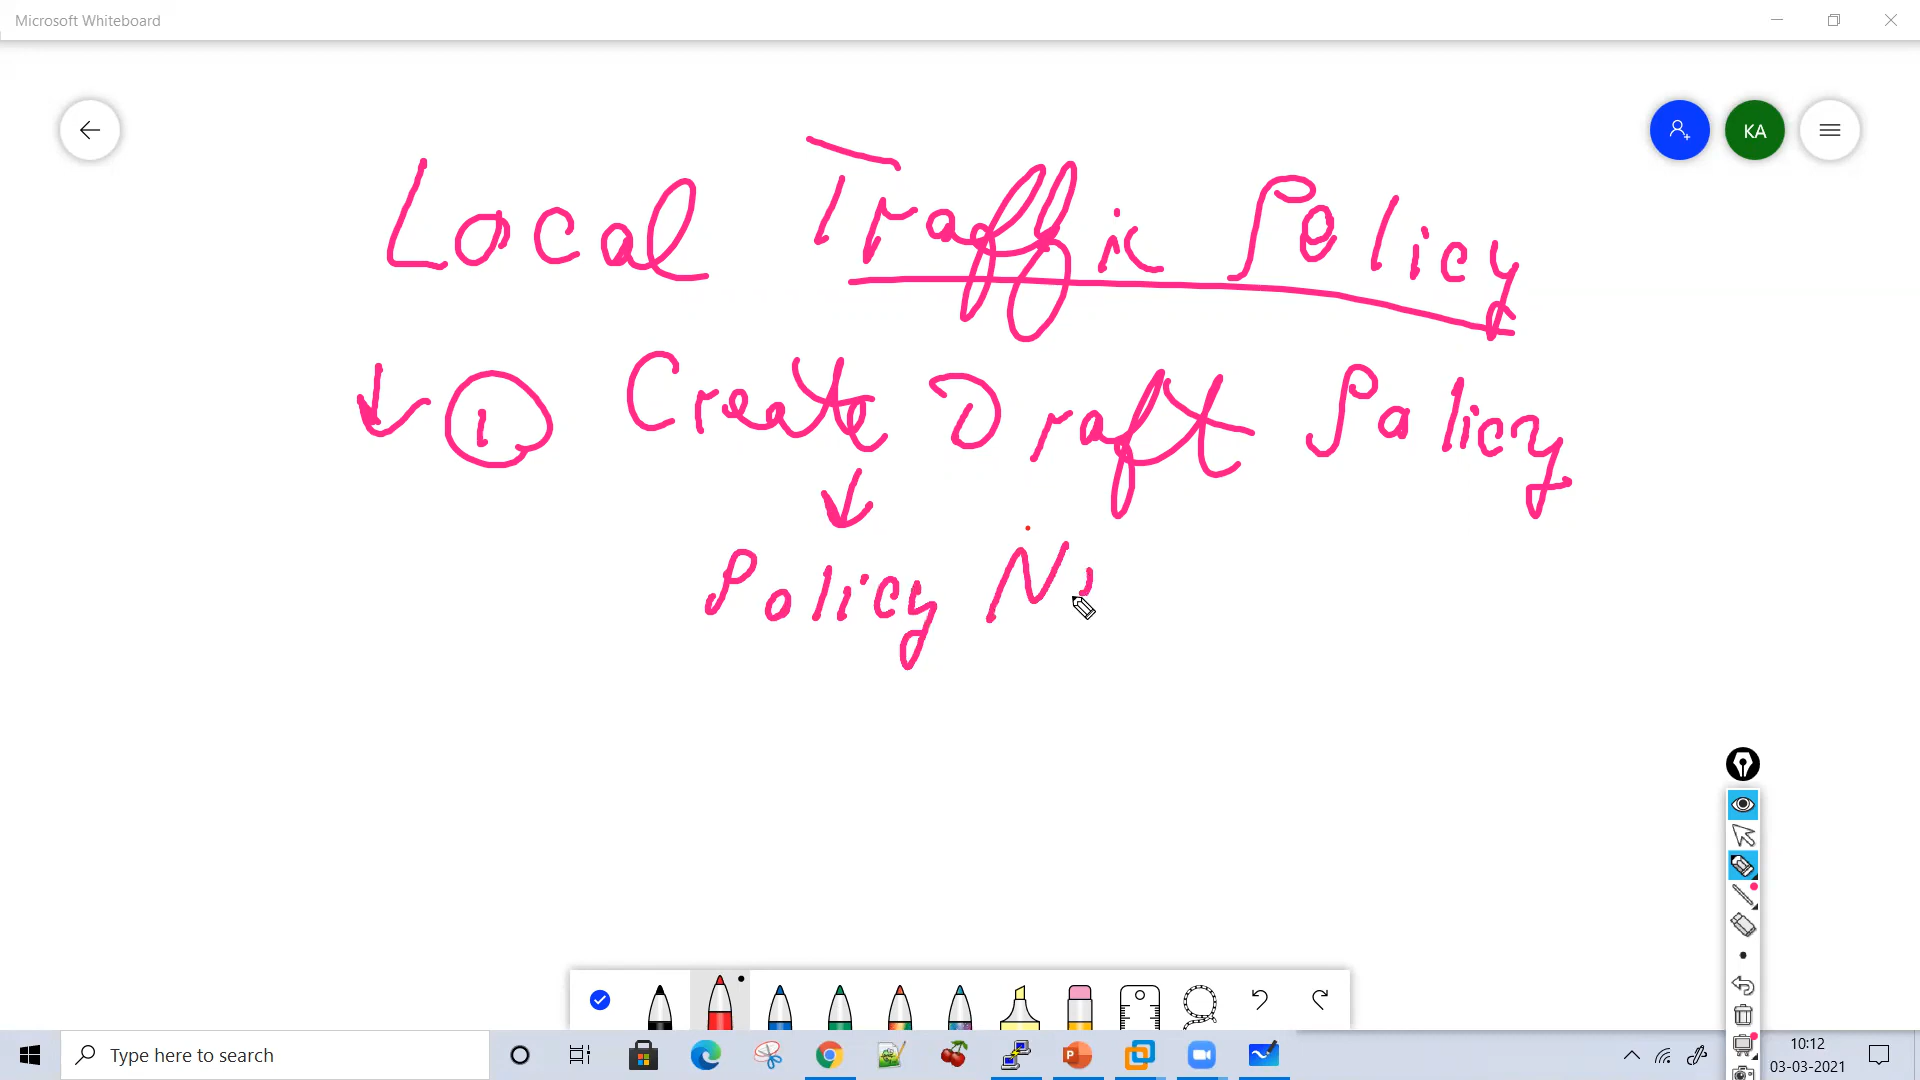 Microsoft Whiteboard
KA
Local Traffic Policy
1 Create Draft Policy
Policy N
Type here to search
10:12
03-03-2021